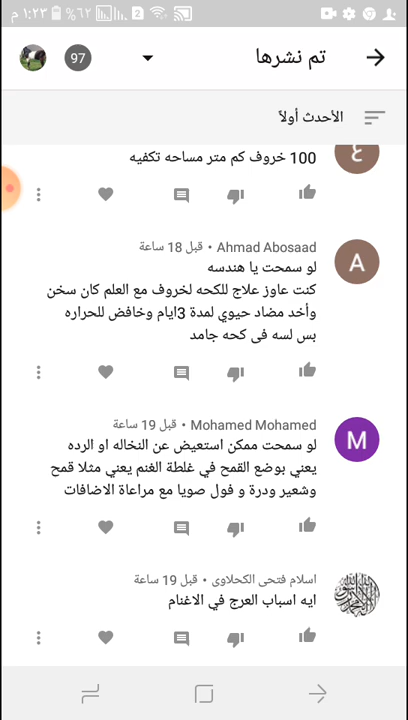 ١:٢٣ م %٦٢ 2
تم نشرها
97
الأحدث أولاً
ع
100 خروف كم متر مساحه تكفيه
A
Ahmad Abosaad • قبل 18 ساعة
لو سمحت يا هندسه
كنت عاوز علاج للكحه لخروف مع العلم كان سخن
وأخد مضاد حيوي لمدة 3ايام وخافض للحراره
بس لسه فى كحه جامد
M
Mohamed Mohamed • قبل 19 ساعة
لو سمحت ممكن استعيض عن النخاله او الرده
يعني بوضع القمح في غلطة الغنم يعني مثلا قمح
وشعير ودرة و فول صويا مع مراعاة الاضافات
اسلام فتحى الكحلاوى • قبل 19 ساعة
ايه اسباب العرج في الاغنام